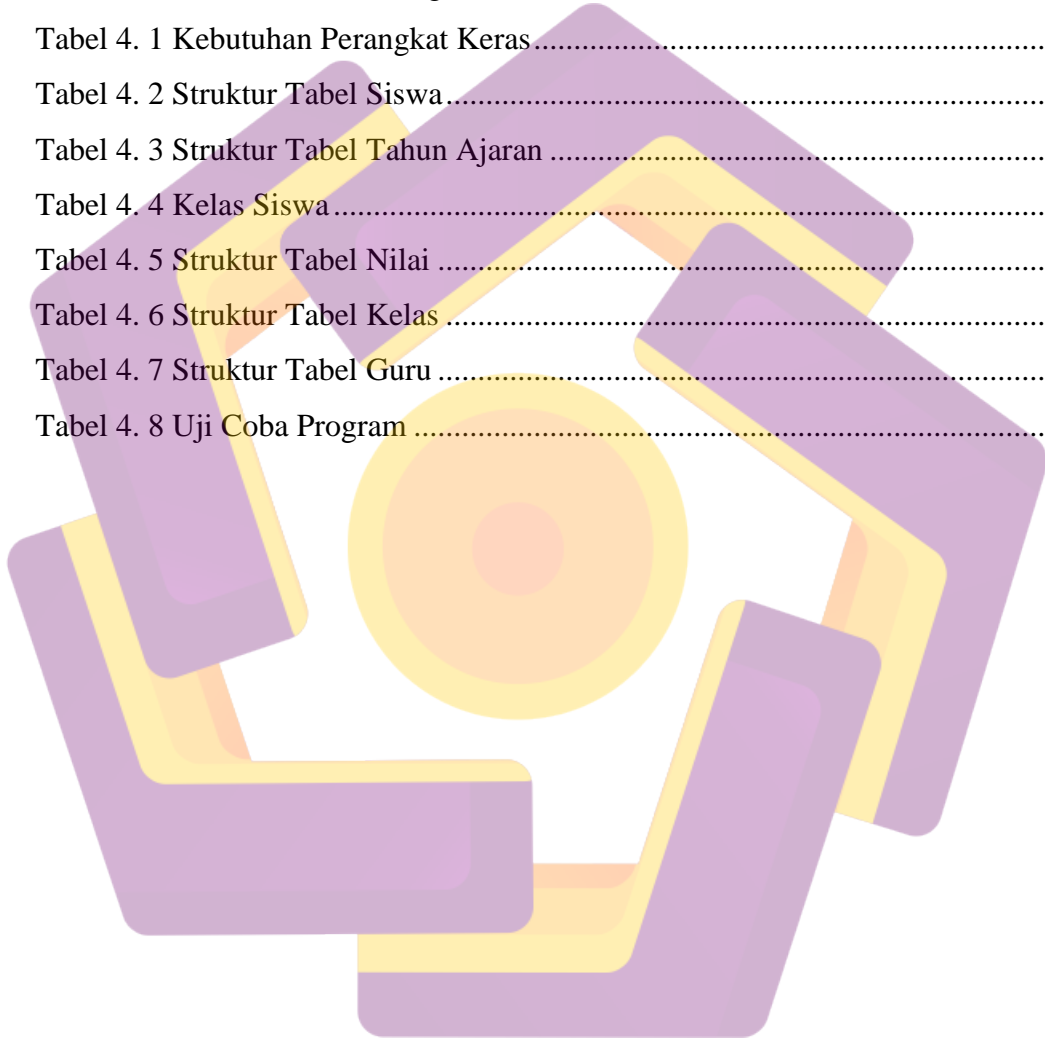 Tabel 4. 1 Kebutuhan Perangkat Keras........................................................................
Tabel 4. 2 Struktur Tabel Siswa..................................................................................
Tabel 4. 3 Struktur Tabel Tahun Ajaran .....................................................................
Tabel 4. 4 Kelas Siswa................................................................................................
Tabel 4. 5 Struktur Tabel Nilai ...................................................................................
Tabel 4. 6 Struktur Tabel Kelas ..................................................................................
Tabel 4. 7 Struktur Tabel Guru ...................................................................................
Tabel 4. 8 Uji Coba Program ......................................................................................